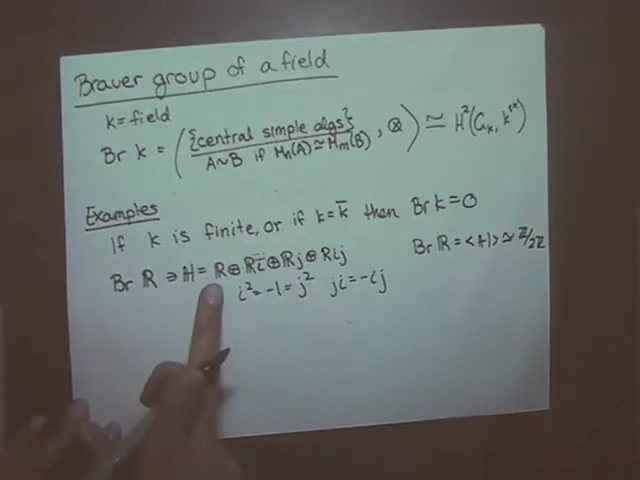 Brauer group of a field
k = field
Br k = ( {central simple algs} / A~B if Mn(A) ≃ Mm(B) , ⊗ ) ≃ H²(G_k, k^s*)
Examples
If k is finite, or if k = k̄ then Br k = 0
Br ℝ ∋ ℍ = ℝ ⊕ ℝi ⊕ ℝj ⊕ ℝij Br ℝ = <ℍ> ≃ ℤ/2ℤ
i² = -1 = j² ji = -ij